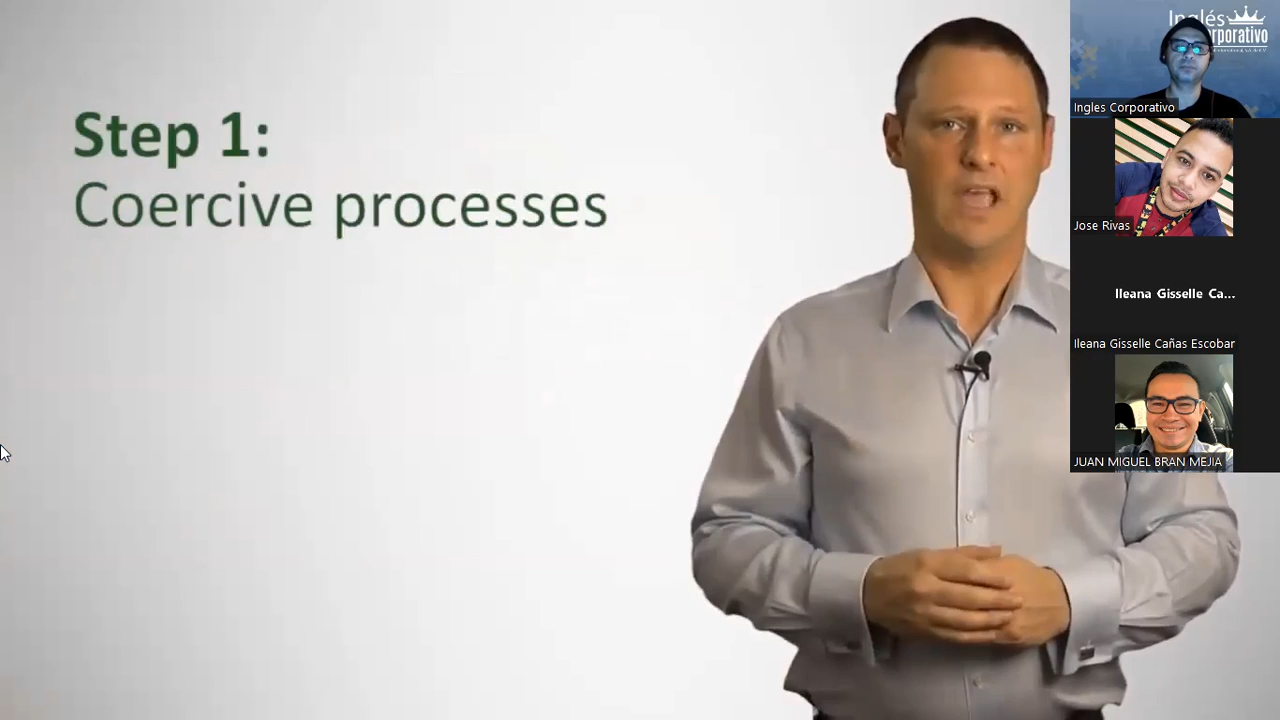 Step 1:
Coercive processes
Inglés
Corporativo
Ingles Corporativo
Jose Rivas
Ileana Gisselle Ca...
Ileana Gisselle Cañas Escobar
JUAN MIGUEL BRAN MEJIA